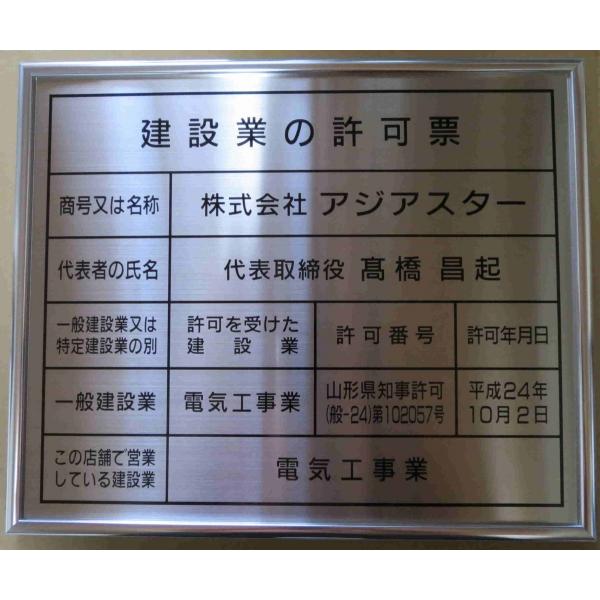 建設業の許可票
商号又は名称
株式会社 アジアスター
代表者の氏名
代表取締役 髙橋 昌起
一般建設業又は
特定建設業の別
許可を受けた
建設業
許可番号
許可年月日
一般建設業
電気工事業
山形県知事許可
(般-24)第102057号
平成24年
10月2日
この店舗で営業
している建設業
電気工事業